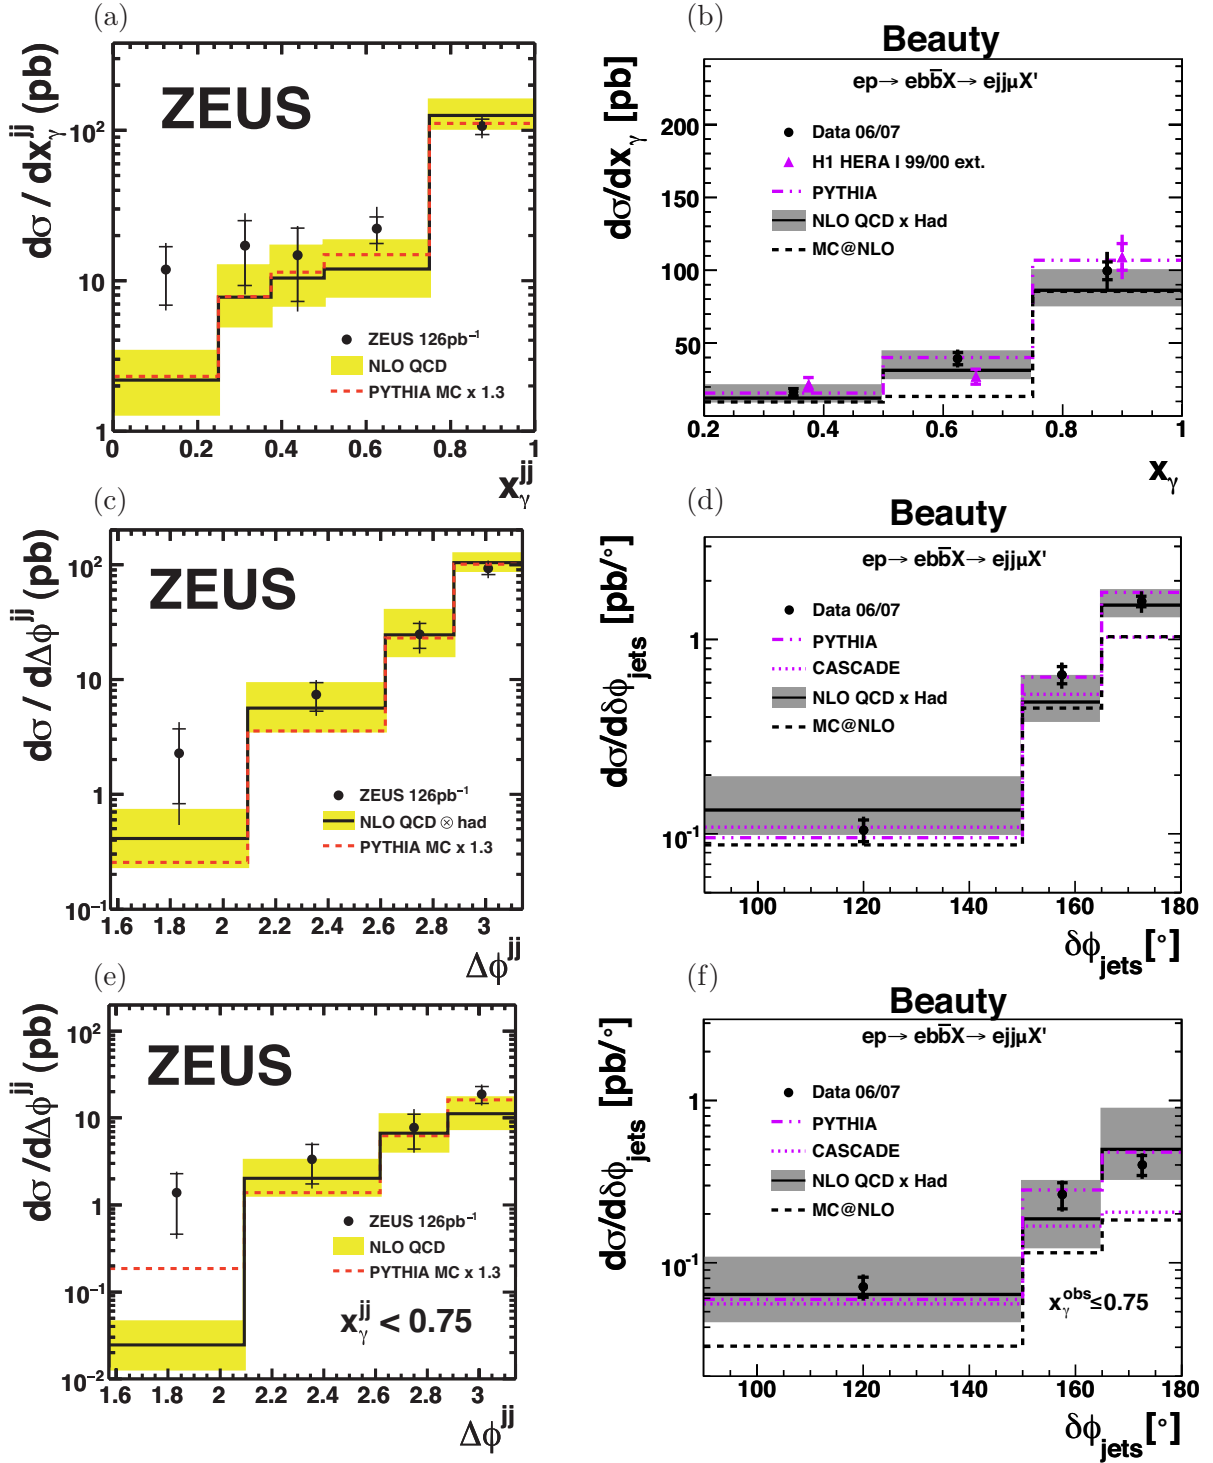 (a)
ZEUS
dσ / dx_γ^jj (pb)
10²
10
1
ZEUS 126pb⁻¹
NLO QCD
PYTHIA MC x 1.3
0 0.2 0.4 0.6 0.8 1
x_γ^jj
(b)
Beauty
ep→ ebb̄X→ ejjμX'
dσ/dx_γ [pb]
Data 06/07
H1 HERA I 99/00 ext.
PYTHIA
NLO QCD x Had
MC@NLO
200
150
100
50
0.2 0.4 0.6 0.8 1
x_γ
(c)
ZEUS
dσ / dΔϕ^jj (pb)
10²
10
1
10⁻¹
ZEUS 126pb⁻¹
NLO QCD ⊗ had
PYTHIA MC x 1.3
1.6 1.8 2 2.2 2.4 2.6 2.8 3
Δϕ^jj
(d)
Beauty
ep→ ebb̄X→ ejjμX'
dσ/dδϕ_jets [pb/°]
Data 06/07
PYTHIA
CASCADE
NLO QCD x Had
MC@NLO
1
10⁻¹
100 120 140 160 180
δϕ_jets[°]
(e)
ZEUS
dσ / dΔϕ^jj (pb)
10²
10
1
10⁻¹
10⁻²
ZEUS 126pb⁻¹
NLO QCD
PYTHIA MC x 1.3
x_γ^jj < 0.75
1.6 1.8 2 2.2 2.4 2.6 2.8 3
Δϕ^jj
(f)
Beauty
ep→ ebb̄X→ ejjμX'
dσ/dδϕ_jets [pb/°]
Data 06/07
PYTHIA
CASCADE
NLO QCD x Had
MC@NLO
x_γ^obs≤0.75
1
10⁻¹
100 120 140 160 180
δϕ_jets[°]